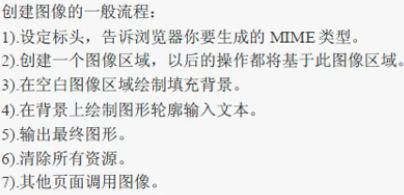 创建图像的一般流程：
1).设定标头，告诉浏览器你要生成的 MIME 类型。
2).创建一个图像区域，以后的操作都将基于此图像区域。
3).在空白图像区域绘制填充背景。
4).在背景上绘制图形轮廓输入文本。
5).输出最终图形。
6).清除所有资源。
7).其他页面调用图像。